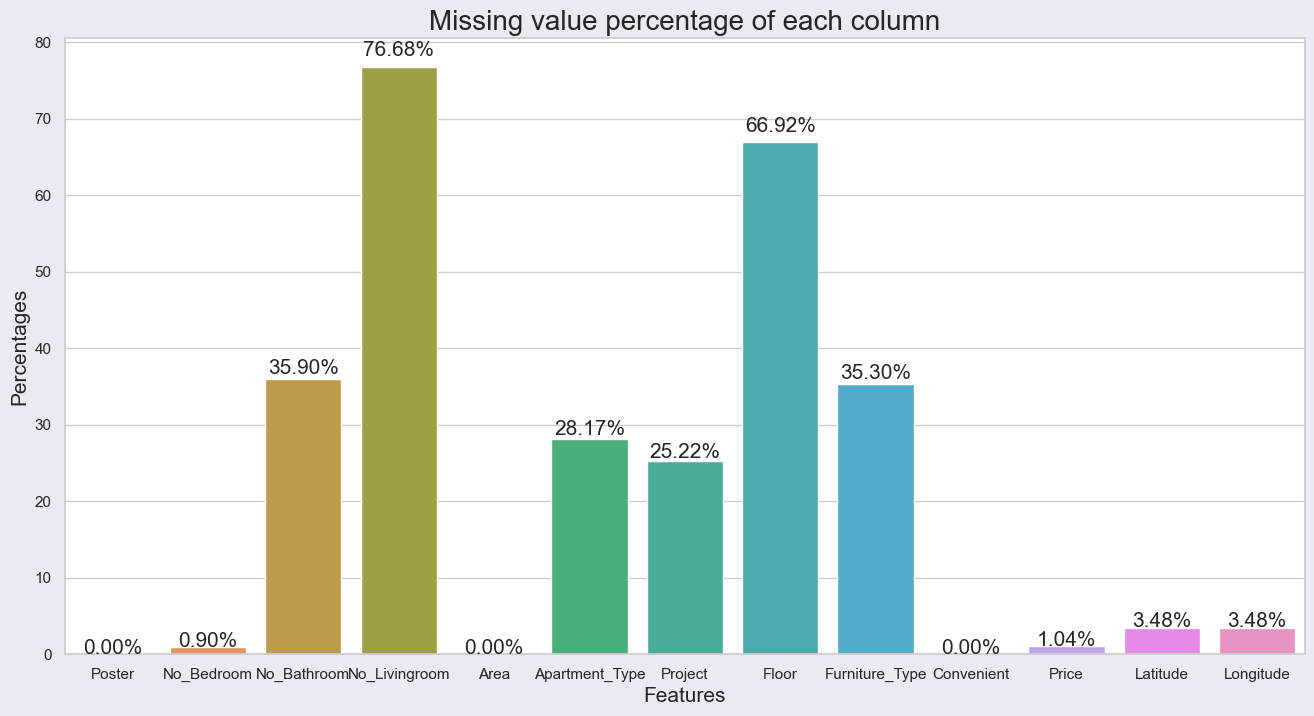 Missing value percentage of each column
80
70
60
50
40
30
20
10
0
Percentages
0.00%
0.90%
35.90%
76.68%
0.00%
28.17%
25.22%
66.92%
35.30%
0.00%
1.04%
3.48%
3.48%
Poster
No_Bedroom
No_Bathroom
No_Livingroom
Area
Apartment_Type
Project
Floor
Furniture_Type
Convenient
Price
Latitude
Longitude
Features